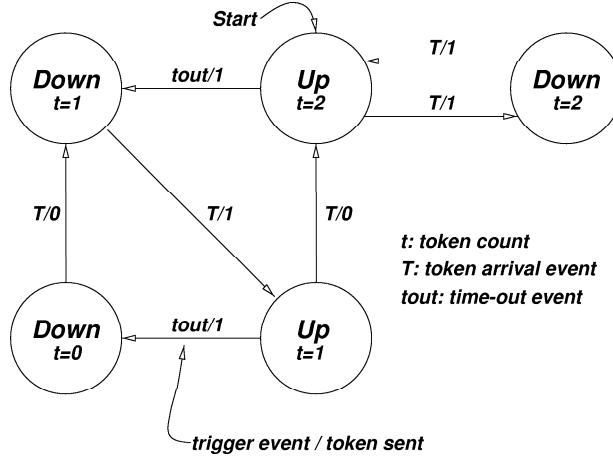 Start
T/1
Down
t=1
tout/1
Up
t=2
T/1
Down
t=2
T/0
T/1
T/0
t: token count
T: token arrival event
tout: time-out event
Down
t=0
tout/1
Up
t=1
trigger event / token sent